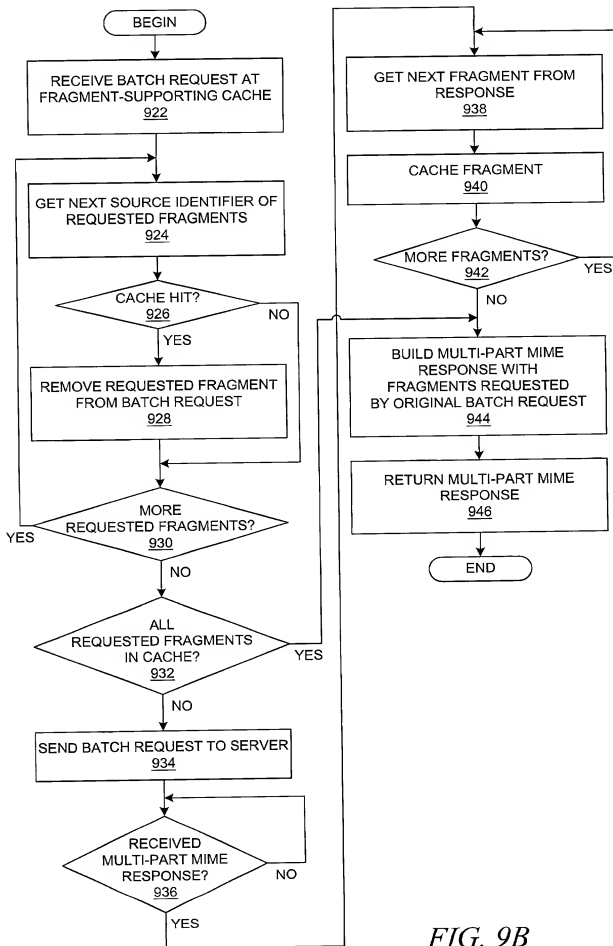 BEGIN
RECEIVE BATCH REQUEST AT
FRAGMENT-SUPPORTING CACHE
922
GET NEXT SOURCE IDENTIFIER OF
REQUESTED FRAGMENTS
924
CACHE HIT?
926
NO
YES
REMOVE REQUESTED FRAGMENT
FROM BATCH REQUEST
928
MORE
REQUESTED FRAGMENTS?
930
YES
NO
ALL
REQUESTED FRAGMENTS
IN CACHE?
932
YES
NO
SEND BATCH REQUEST TO SERVER
934
RECEIVED
MULTI-PART MIME
RESPONSE?
936
NO
YES
GET NEXT FRAGMENT FROM
RESPONSE
938
CACHE FRAGMENT
940
MORE FRAGMENTS?
942
YES
NO
BUILD MULTI-PART MIME
RESPONSE WITH
FRAGMENTS REQUESTED
BY ORIGINAL BATCH REQUEST
944
RETURN MULTI-PART MIME
RESPONSE
946
END
FIG. 9B